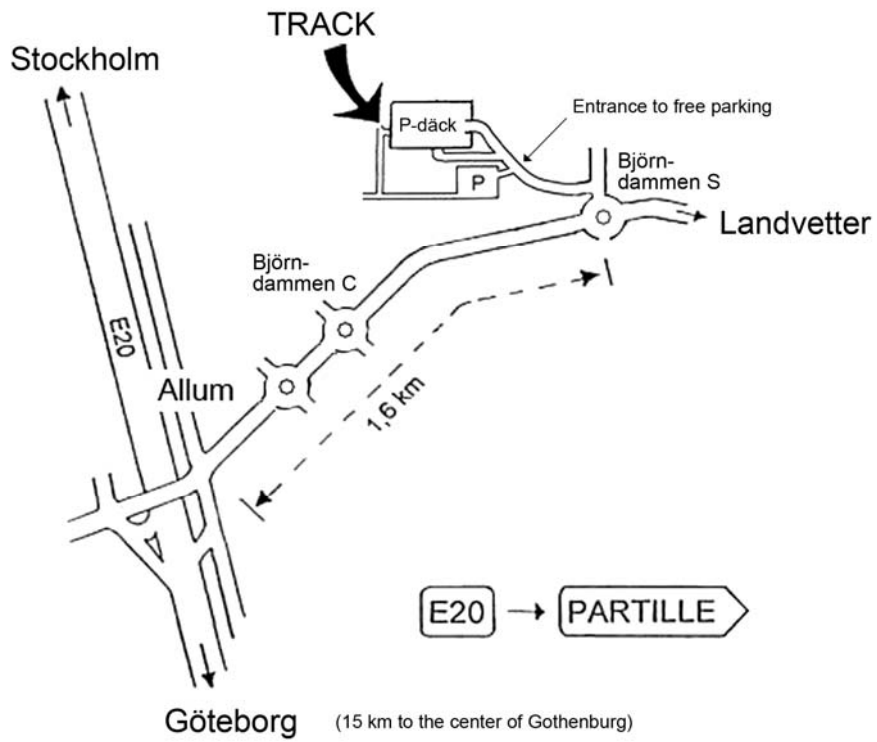 TRACK
Stockholm
P-däck
Entrance to free parking
Björn-
dammen S
P
Landvetter
Björn-
dammen C
E20
Allum
1,6 km
E20
PARTILLE
Göteborg
(15 km to the center of Gothenburg)